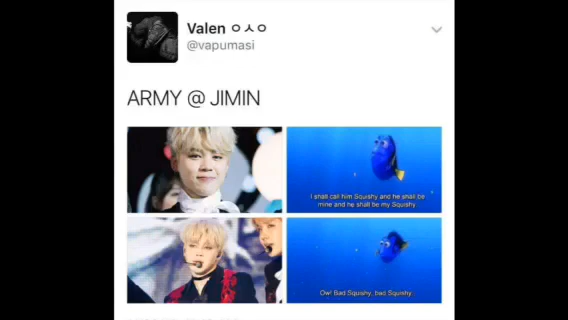 Valen ㅇㅅㅇ
@vapumasi
ARMY @ JIMIN
I shall call him Squishy and he shall be
mine and he shall be my Squishy.
Ow! Bad Squishy, bad Squishy...